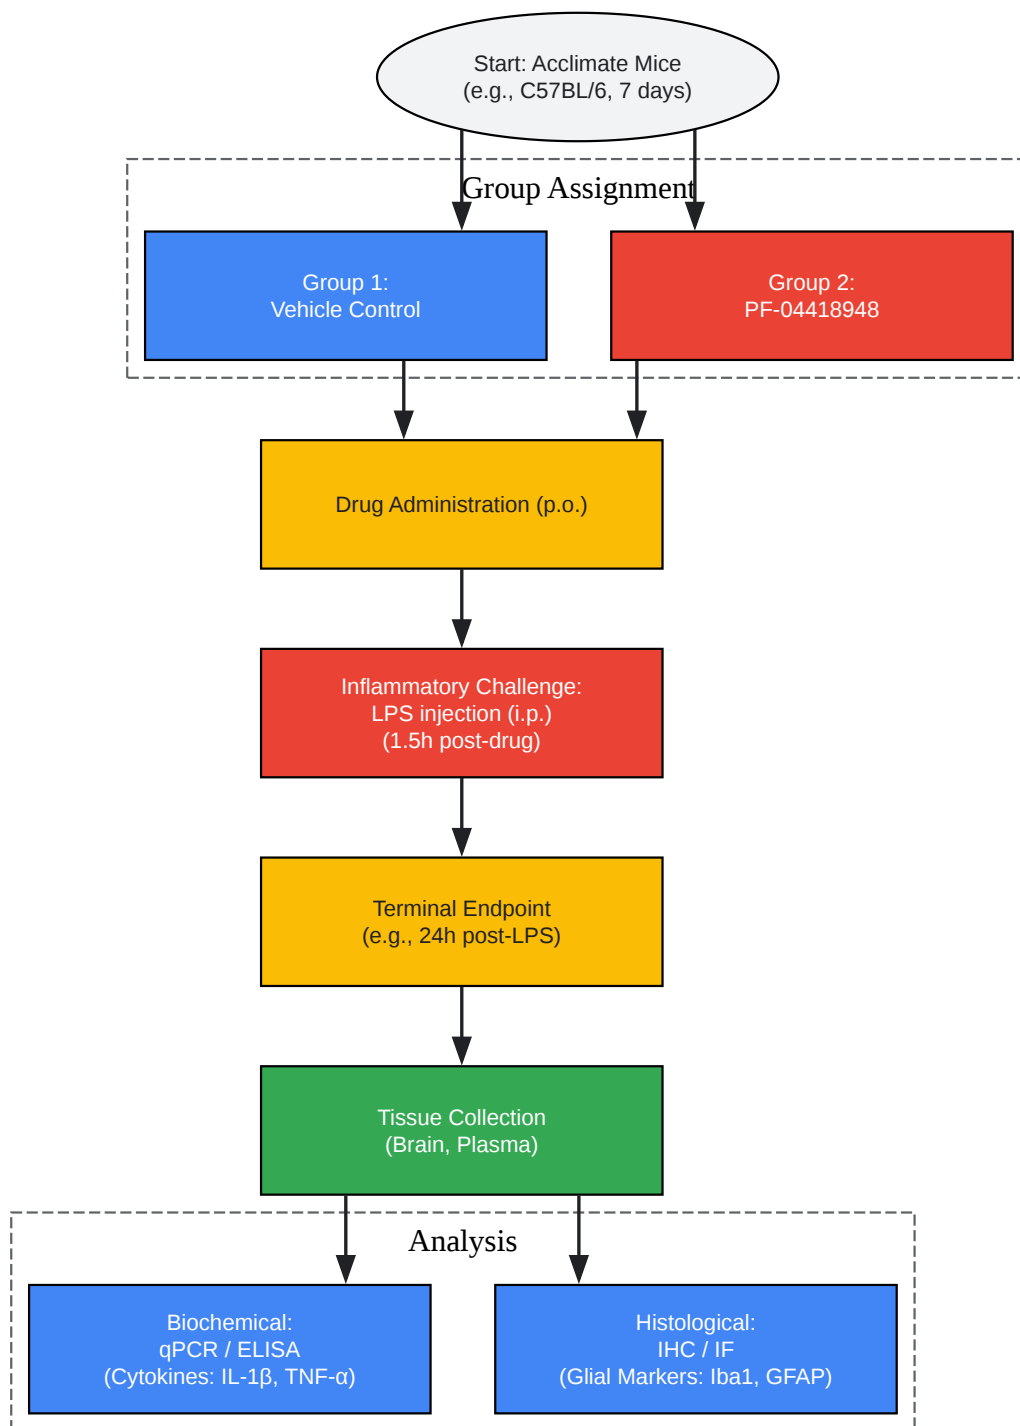 Start: Acclimate Mice
(e.g., C57BL/6, 7 days)
Group Assignment
Group 1:
Vehicle Control
Group 2:
PF-04418948
Drug Administration (p.o.)
Inflammatory Challenge:
LPS injection (i.p.)
(1.5h post-drug)
Terminal Endpoint
(e.g., 24h post-LPS)
Tissue Collection
(Brain, Plasma)
Analysis
Biochemical:
qPCR / ELISA
(Cytokines: IL-1β, TNF-α)
Histological:
IHC / IF
(Glial Markers: Iba1, GFAP)